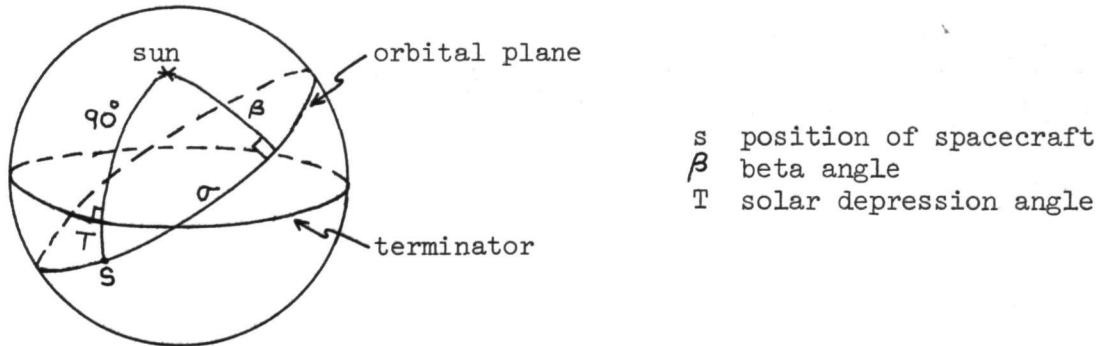 sun
orbital plane
90°
β
σ
T
S
terminator
s position of spacecraft
β beta angle
T solar depression angle